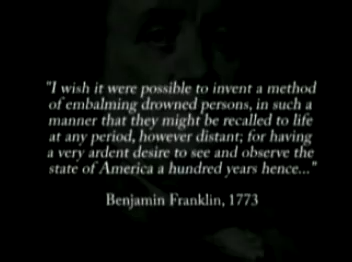 "I wish it were possible to invent a method
of embalming drowned persons, in such a
manner that they might be recalled to life
at any period, however distant; for having
a very ardent desire to see and observe the
state of America a hundred years hence..."
Benjamin Franklin, 1773